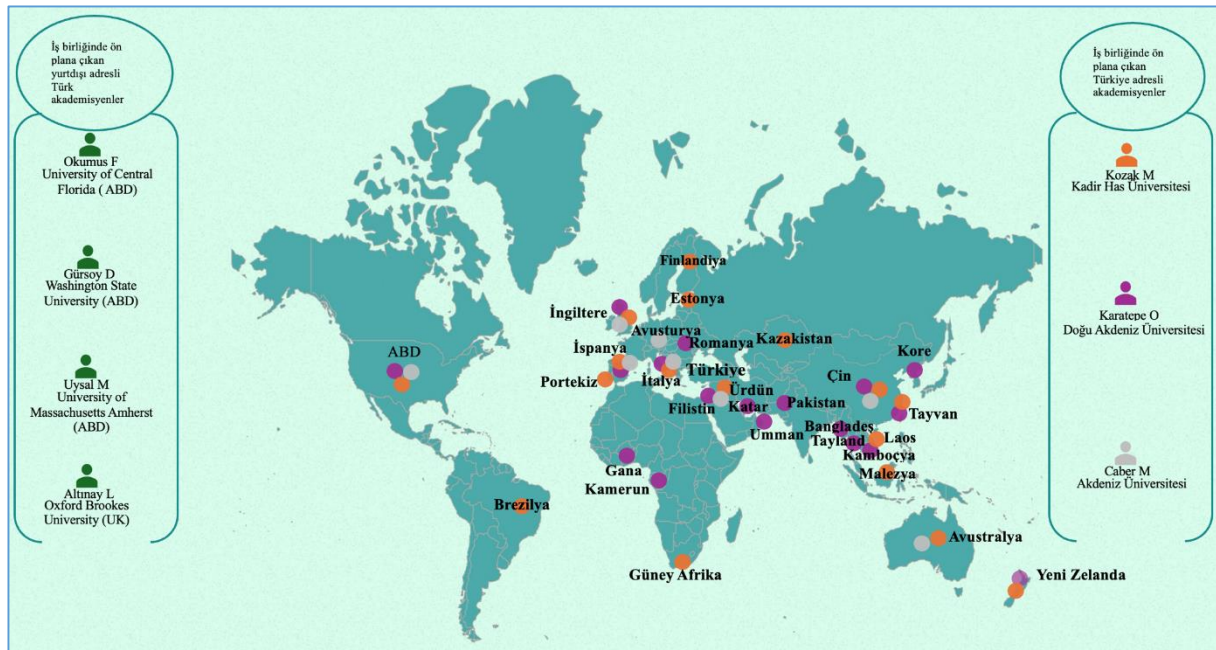 İş birliğinde ön
plana çıkan
yurtdışı adresli
Türk
akademisyenler
Okumus F
University of Central
Florida ( ABD)
Gürsoy D
Washington State
University (ABD)
Uysal M
University of
Massachusetts Amherst
(ABD)
Altınay L
Oxford Brookes
University (UK)
Finlandiya
Estonya
İngiltere
Avusturya
Romanya
Kazakistan
Kore
ABD
İspanya
Türkiye
Çin
Portekiz
İtalya
Ürdün
Filistin
Katar
Pakistan
Tayvan
Umman
Bangladeş
Tayland
Laos
Kamboçya
Gana
Kamerun
Malezya
Brezilya
Avustralya
Güney Afrika
Yeni Zelanda
İş birliğinde ön
plana çıkan
Türkiye adresli
akademisyenler
Kozak M
Kadir Has Üniversitesi
Karatepe O
Doğu Akdeniz Üniversitesi
Caber M
Akdeniz Üniversitesi